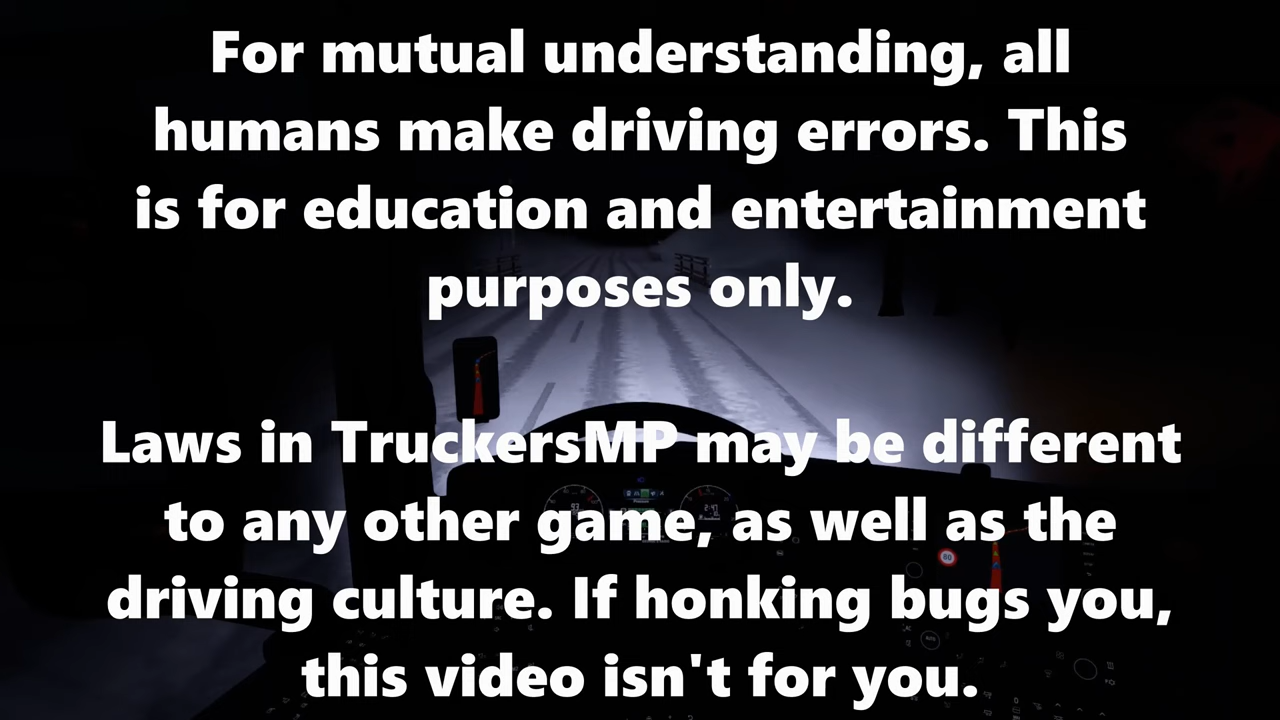 For mutual understanding, all
humans make driving errors. This
is for education and entertainment
purposes only.
Laws in TruckersMP may be different
to any other game, as well as the
driving culture. If honking bugs you,
this video isn't for you.
80